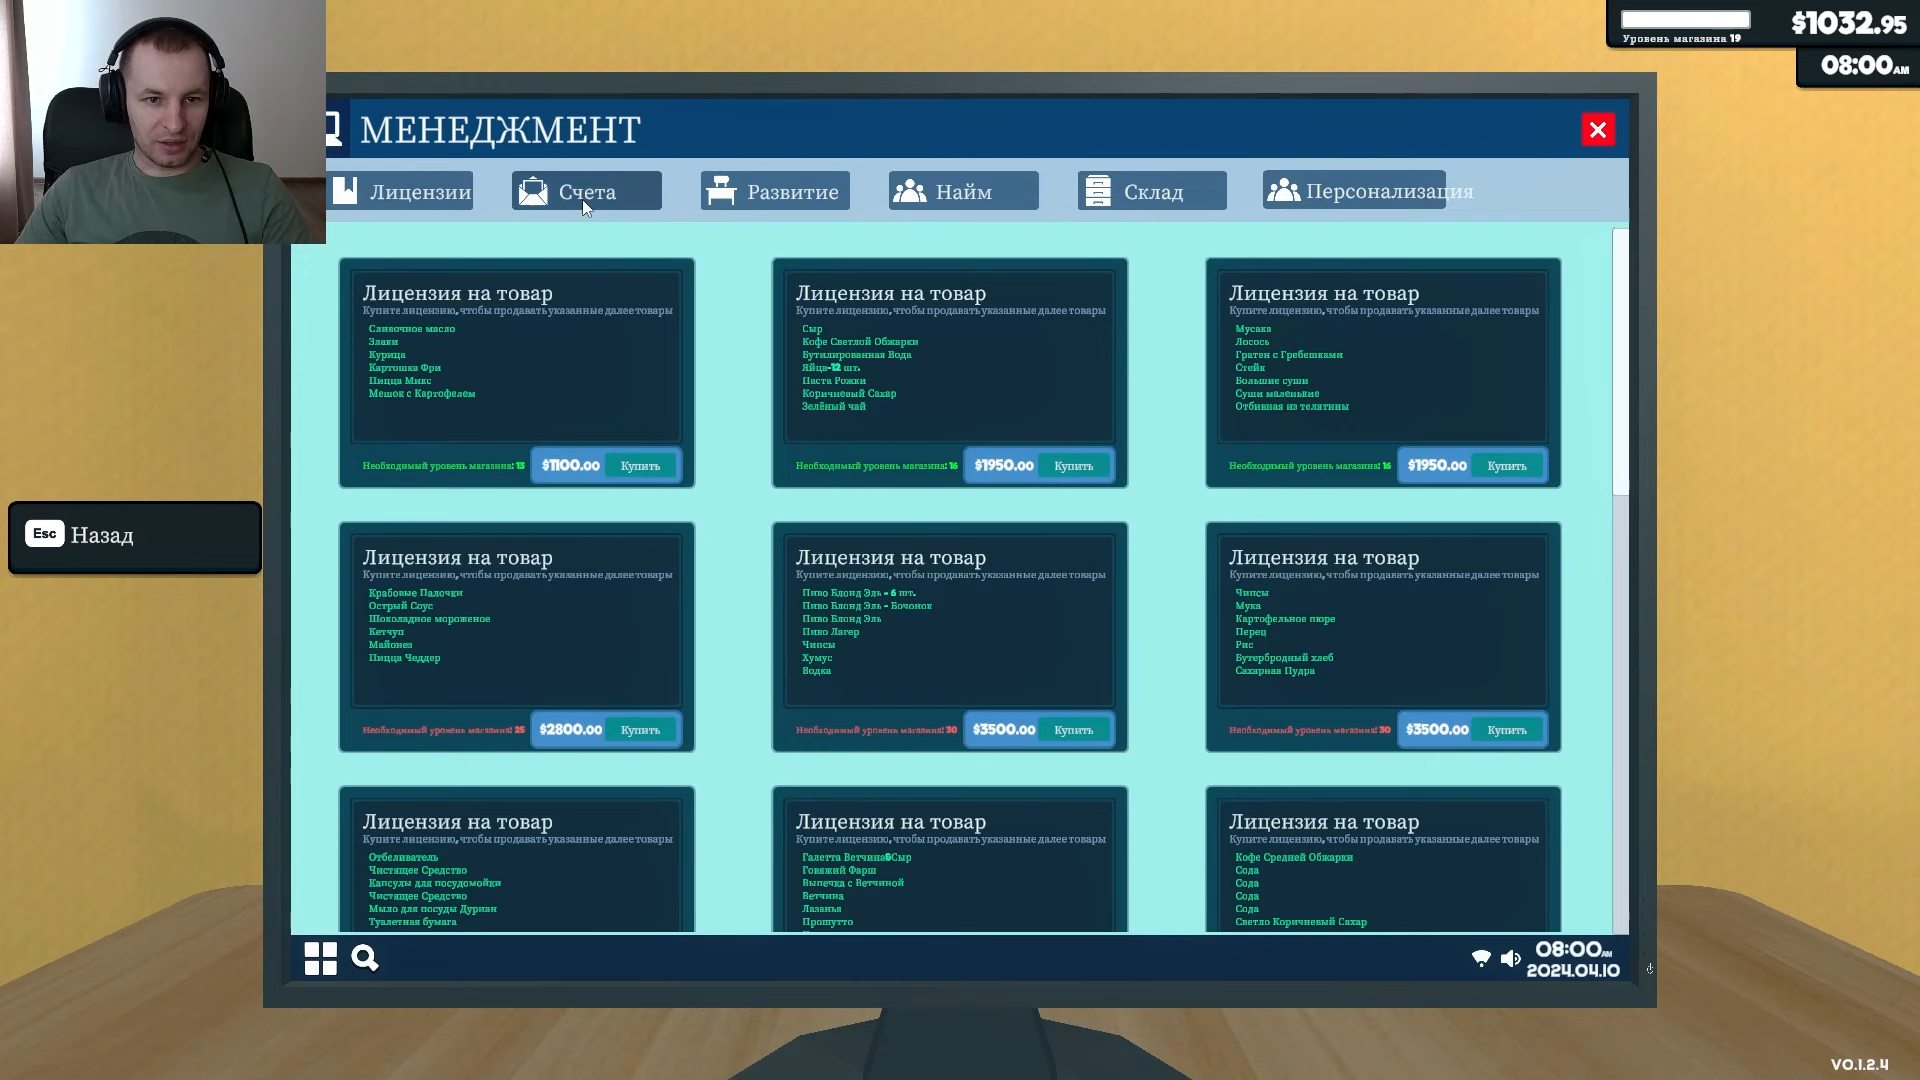 $1032.95
Уровень магазина 19
08:00AM
МЕНЕДЖМЕНТ
Лицензии
Счета
Развитие
Найм
Склад
Персонализация
Лицензия на товар
Купите лицензию, чтобы продавать указанные далее товары
Сливочное масло
Злаки
Курица
Картошка Фри
Пицца Микс
Мешок с Картофелем
Необходимый уровень магазина: 13
$1100.00
Купить
Лицензия на товар
Купите лицензию, чтобы продавать указанные далее товары
Сыр
Кофе Светлой Обжарки
Бутилированная Вода
Яйца-12 шт.
Паста Рожки
Коричневый Сахар
Зелёный чай
Необходимый уровень магазина: 16
$1950.00
Купить
Лицензия на товар
Купите лицензию, чтобы продавать указанные далее товары
Мусака
Лосось
Гратен с Гребешками
Стейк
Большие суши
Суши маленькие
Отбивная из телятины
Необходимый уровень магазина: 16
$1950.00
Купить
Esc Назад
Лицензия на товар
Купите лицензию, чтобы продавать указанные далее товары
Крабовые Палочки
Острый Соус
Шоколадное мороженое
Кетчуп
Майонез
Пицца Чеддер
Необходимый уровень магазина: 25
$2800.00
Купить
Лицензия на товар
Купите лицензию, чтобы продавать указанные далее товары
Пиво Блонд Эль - 6 шт.
Пиво Блонд Эль - Бочонок
Пиво Блонд Эль
Пиво Лагер
Чипсы
Хумус
Водка
Необходимый уровень магазина: 30
$3500.00
Купить
Лицензия на товар
Купите лицензию, чтобы продавать указанные далее товары
Чипсы
Мука
Картофельное пюре
Перец
Рис
Бутербродный хлеб
Сахарная Пудра
Необходимый уровень магазина: 30
$3500.00
Купить
Лицензия на товар
Купите лицензию, чтобы продавать указанные далее товары
Отбеливатель
Чистящее Средство
Капсулы для посудомойки
Чистящее Средство
Мыло для посуды Дуриан
Туалетная бумага
Лицензия на товар
Купите лицензию, чтобы продавать указанные далее товары
Галетта Ветчина&Сыр
Говяжий Фарш
Выпечка с Ветчиной
Ветчина
Лазанья
Прошутто
Лицензия на товар
Купите лицензию, чтобы продавать указанные далее товары
Кофе Средней Обжарки
Сода
Сода
Сода
Сода
Светло Коричневый Сахар
08:00AM
2024.04.10
V0.1.2.4